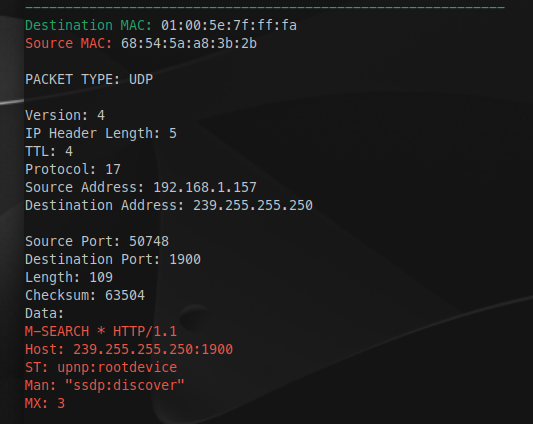 Destination MAC: 01:00:5e:7f:ff:fa
Source MAC: 68:54:5a:a8:3b:2b
PACKET TYPE: UDP
Version: 4
IP Header Length: 5
TTL: 4
Protocol: 17
Source Address: 192.168.1.157
Destination Address: 239.255.255.250
Source Port: 50748
Destination Port: 1900
Length: 109
Checksum: 63504
Data:
M-SEARCH * HTTP/1.1
Host: 239.255.255.250:1900
ST: upnp:rootdevice
Man: "ssdp:discover"
MX: 3